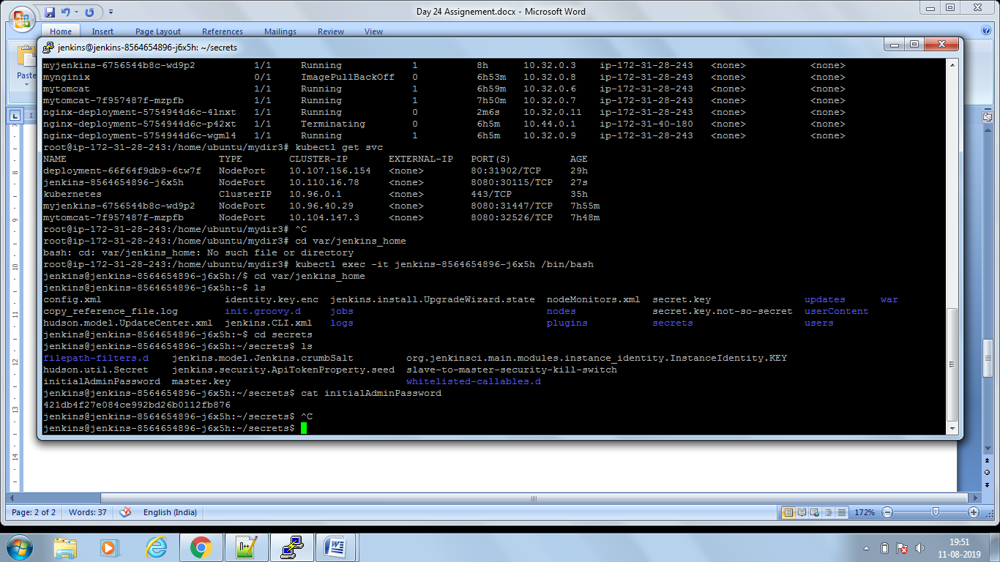 Day 24 Assignement.docx - Microsoft Word
Home Insert Page Layout References Mailings Review View
Paste
jenkins@jenkins-8564654896-j6x5h: ~/secrets
myjenkins-6756544b8c-wd9p2 1/1 Running 1 8h 10.32.0.3 ip-172-31-28-243 <none> <none>
mynginix 0/1 ImagePullBackOff 0 6h53m 10.32.0.8 ip-172-31-28-243 <none> <none>
mytomcat 1/1 Running 1 6h59m 10.32.0.6 ip-172-31-28-243 <none> <none>
mytomcat-7f957487f-mzpfb 1/1 Running 1 7h50m 10.32.0.7 ip-172-31-28-243 <none> <none>
nginx-deployment-5754944d6c-4lnxt 1/1 Running 0 2m6s 10.32.0.11 ip-172-31-28-243 <none> <none>
nginx-deployment-5754944d6c-p42xt 1/1 Terminating 0 6h5m 10.44.0.1 ip-172-31-40-180 <none> <none>
nginx-deployment-5754944d6c-wgml4 1/1 Running 1 6h5m 10.32.0.9 ip-172-31-28-243 <none> <none>
root@ip-172-31-28-243:/home/ubuntu/mydir3# kubectl get svc
NAME TYPE CLUSTER-IP EXTERNAL-IP PORT(S) AGE
deployment-66f64f9db9-6tw7f NodePort 10.107.156.154 <none> 80:31902/TCP 29h
jenkins-8564654896-j6x5h NodePort 10.110.16.78 <none> 8080:30115/TCP 27s
kubernetes ClusterIP 10.96.0.1 <none> 443/TCP 35h
myjenkins-6756544b8c-wd9p2 NodePort 10.96.40.29 <none> 8080:31447/TCP 7h55m
mytomcat-7f957487f-mzpfb NodePort 10.104.147.3 <none> 8080:32526/TCP 7h48m
root@ip-172-31-28-243:/home/ubuntu/mydir3# ^C
root@ip-172-31-28-243:/home/ubuntu/mydir3# cd var/jenkins_home
bash: cd: var/jenkins_home: No such file or directory
root@ip-172-31-28-243:/home/ubuntu/mydir3# kubectl exec -it jenkins-8564654896-j6x5h /bin/bash
jenkins@jenkins-8564654896-j6x5h:/$ cd var/jenkins_home
jenkins@jenkins-8564654896-j6x5h:~$ ls
config.xml identity.key.enc jenkins.install.UpgradeWizard.state nodeMonitors.xml secret.key updates war
copy_reference_file.log init.groovy.d jobs nodes secret.key.not-so-secret userContent
hudson.model.UpdateCenter.xml jenkins.CLI.xml logs plugins secrets users
jenkins@jenkins-8564654896-j6x5h:~$ cd secrets
jenkins@jenkins-8564654896-j6x5h:~/secrets$ ls
filepath-filters.d jenkins.model.Jenkins.crumbSalt org.jenkinsci.main.modules.instance_identity.InstanceIdentity.KEY
hudson.util.Secret jenkins.security.ApiTokenProperty.seed slave-to-master-security-kill-switch
initialAdminPassword master.key whitelisted-callables.d
jenkins@jenkins-8564654896-j6x5h:~/secrets$ cat initialAdminPassword
421db4f27e084ce992bd26b0112fb876
jenkins@jenkins-8564654896-j6x5h:~/secrets$ ^C
jenkins@jenkins-8564654896-j6x5h:~/secrets$
Page: 2 of 2 Words: 37 English (India) 172%
19:51
11-08-2019